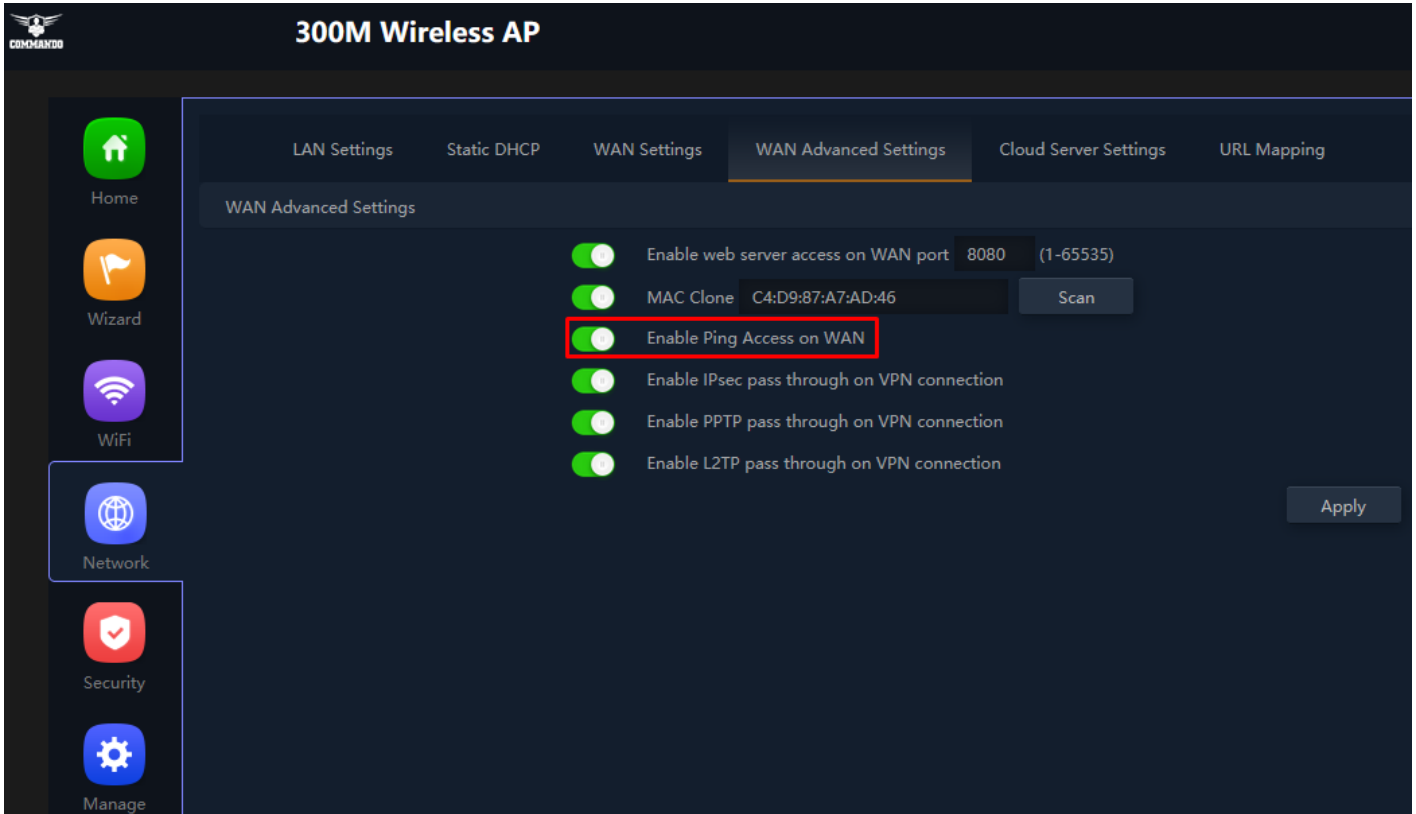 COMMANDO
300M Wireless AP
LAN Settings Static DHCP WAN Settings WAN Advanced Settings Cloud Server Settings URL Mapping
WAN Advanced Settings
Home
Wizard
WiFi
Network
Security
Manage
Enable web server access on WAN port 8080 (1-65535)
MAC Clone C4:D9:87:A7:AD:46 Scan
Enable Ping Access on WAN
Enable IPsec pass through on VPN connection
Enable PPTP pass through on VPN connection
Enable L2TP pass through on VPN connection
Apply